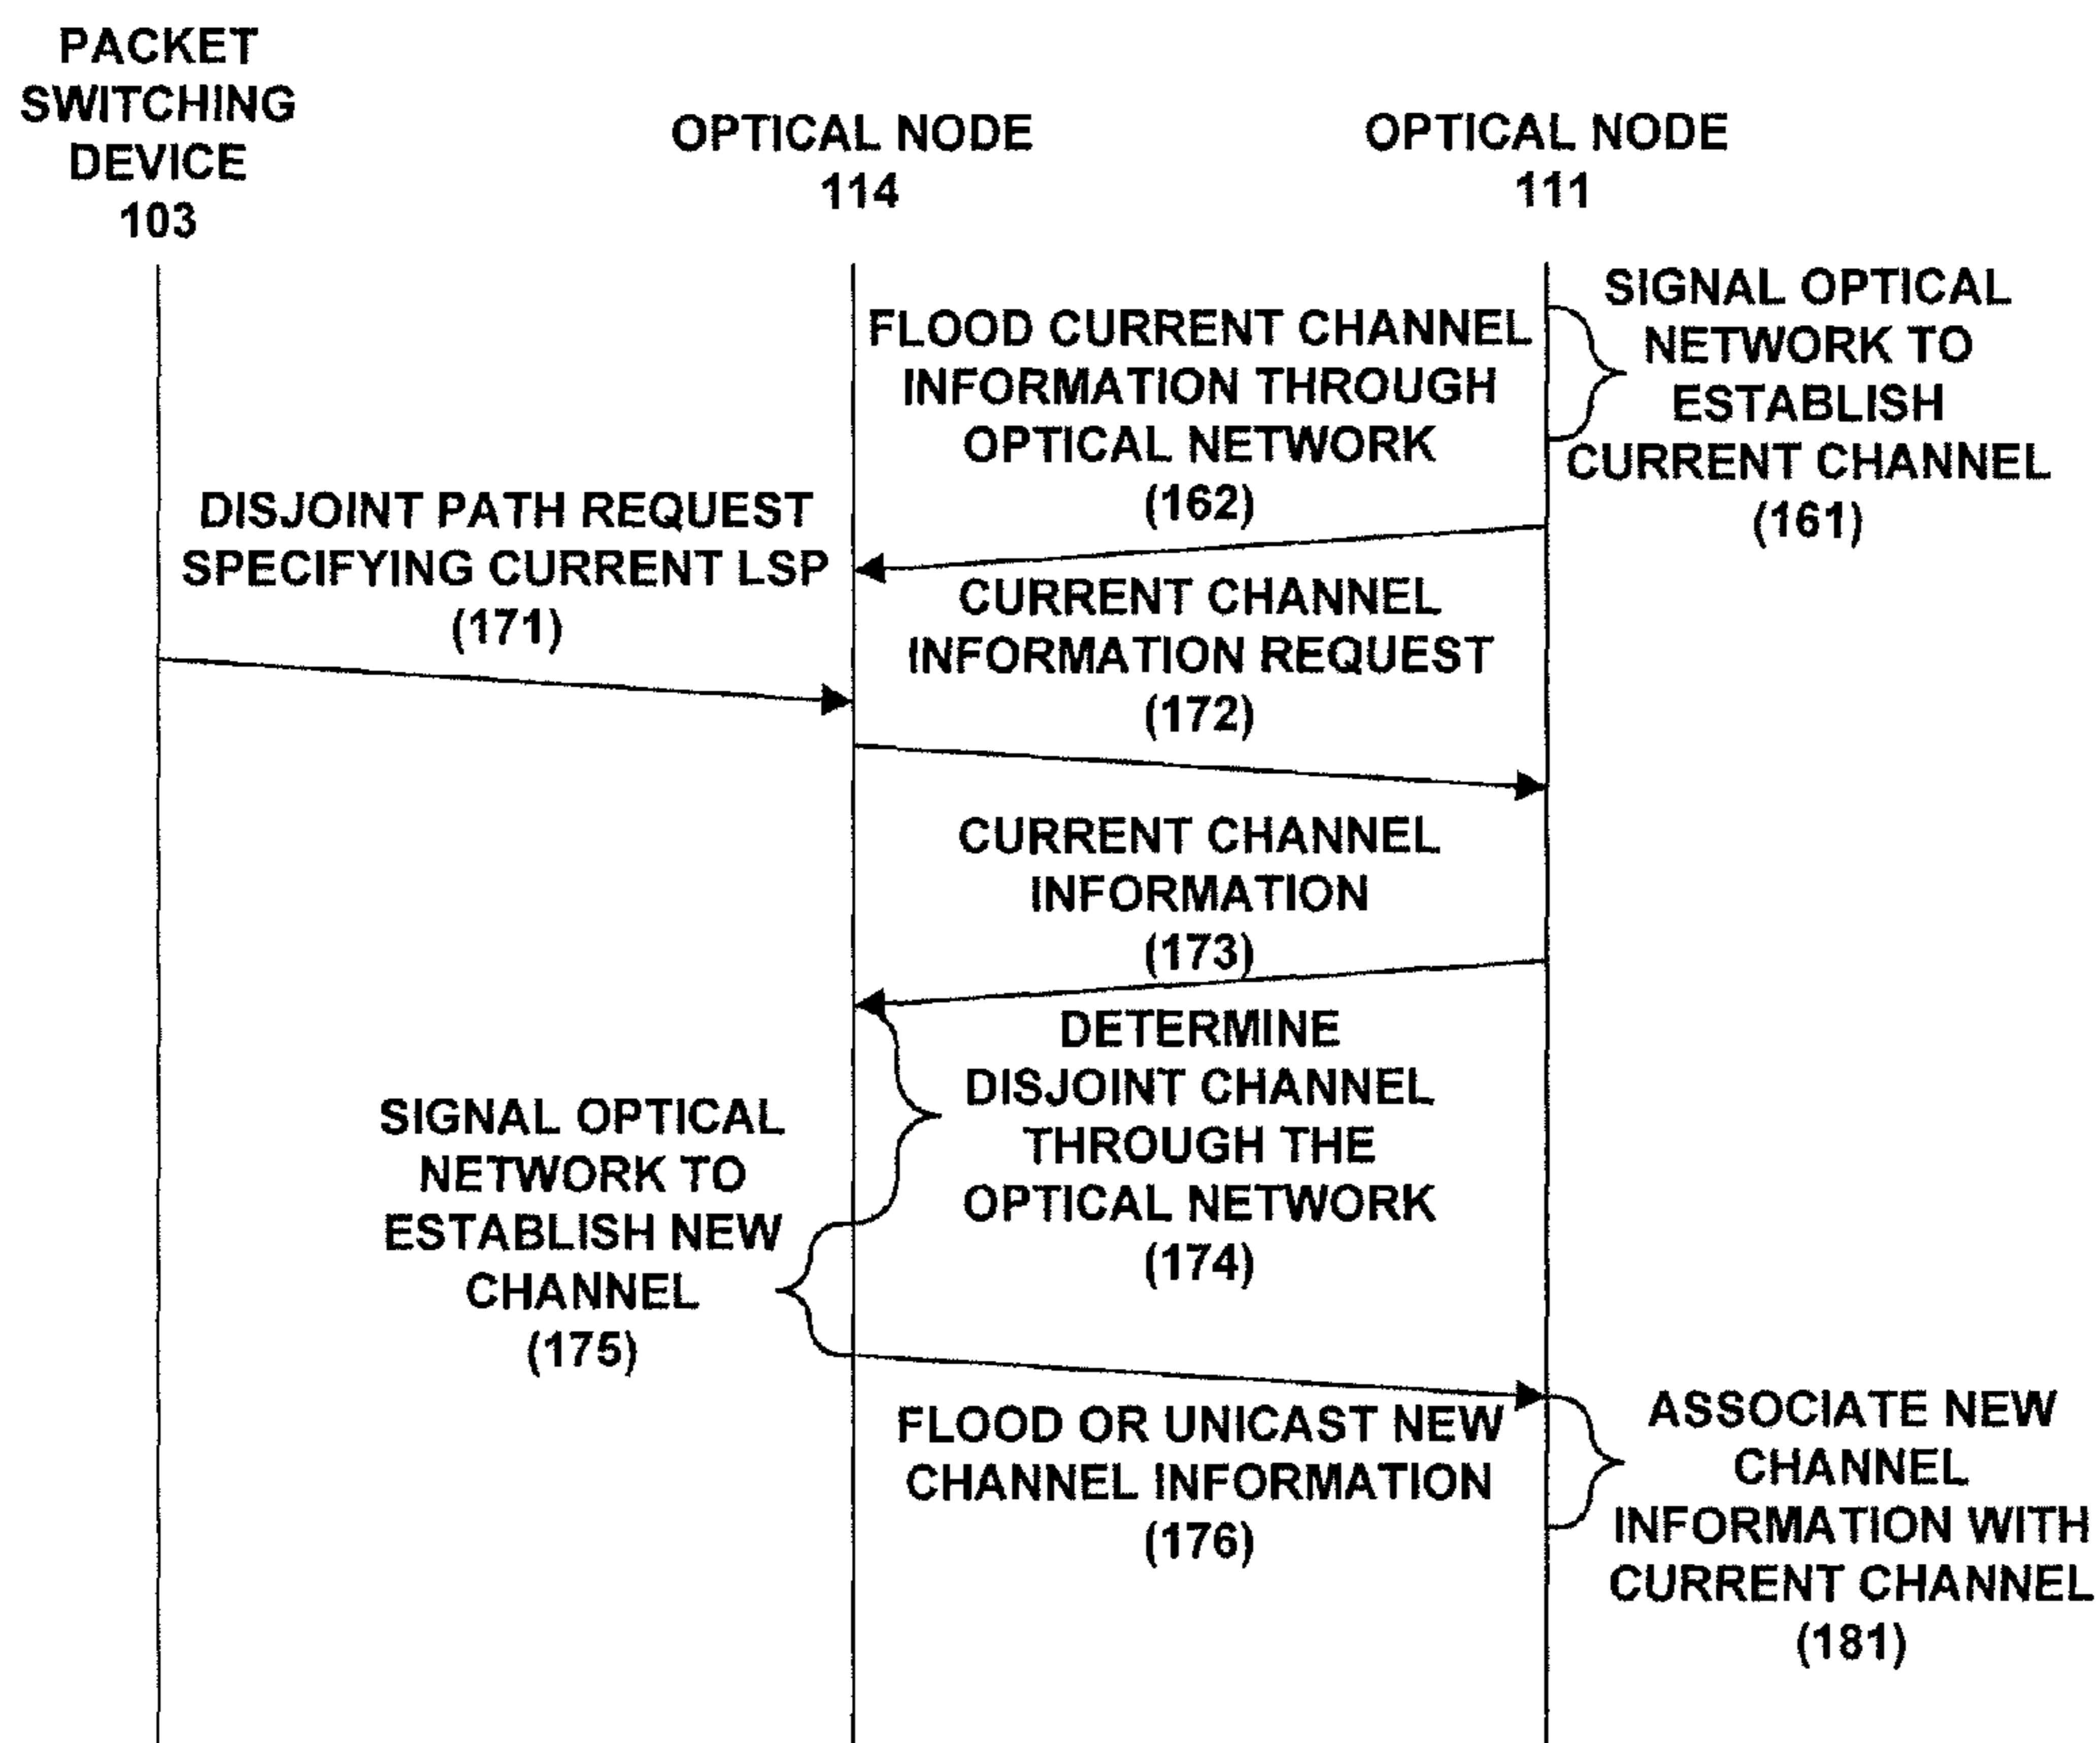 PACKET
SWITCHING
DEVICE
103
OPTICAL NODE
114
OPTICAL NODE
111
SIGNAL OPTICAL
NETWORK TO
ESTABLISH
CURRENT CHANNEL
(161)
FLOOD CURRENT CHANNEL
INFORMATION THROUGH
OPTICAL NETWORK
(162)
DISJOINT PATH REQUEST
SPECIFYING CURRENT LSP
(171)
CURRENT CHANNEL
INFORMATION REQUEST
(172)
CURRENT CHANNEL
INFORMATION
(173)
DETERMINE
DISJOINT CHANNEL
THROUGH THE
OPTICAL NETWORK
(174)
SIGNAL OPTICAL
NETWORK TO
ESTABLISH NEW
CHANNEL
(175)
FLOOD OR UNICAST NEW
CHANNEL INFORMATION
(176)
ASSOCIATE NEW
CHANNEL
INFORMATION WITH
CURRENT CHANNEL
(181)